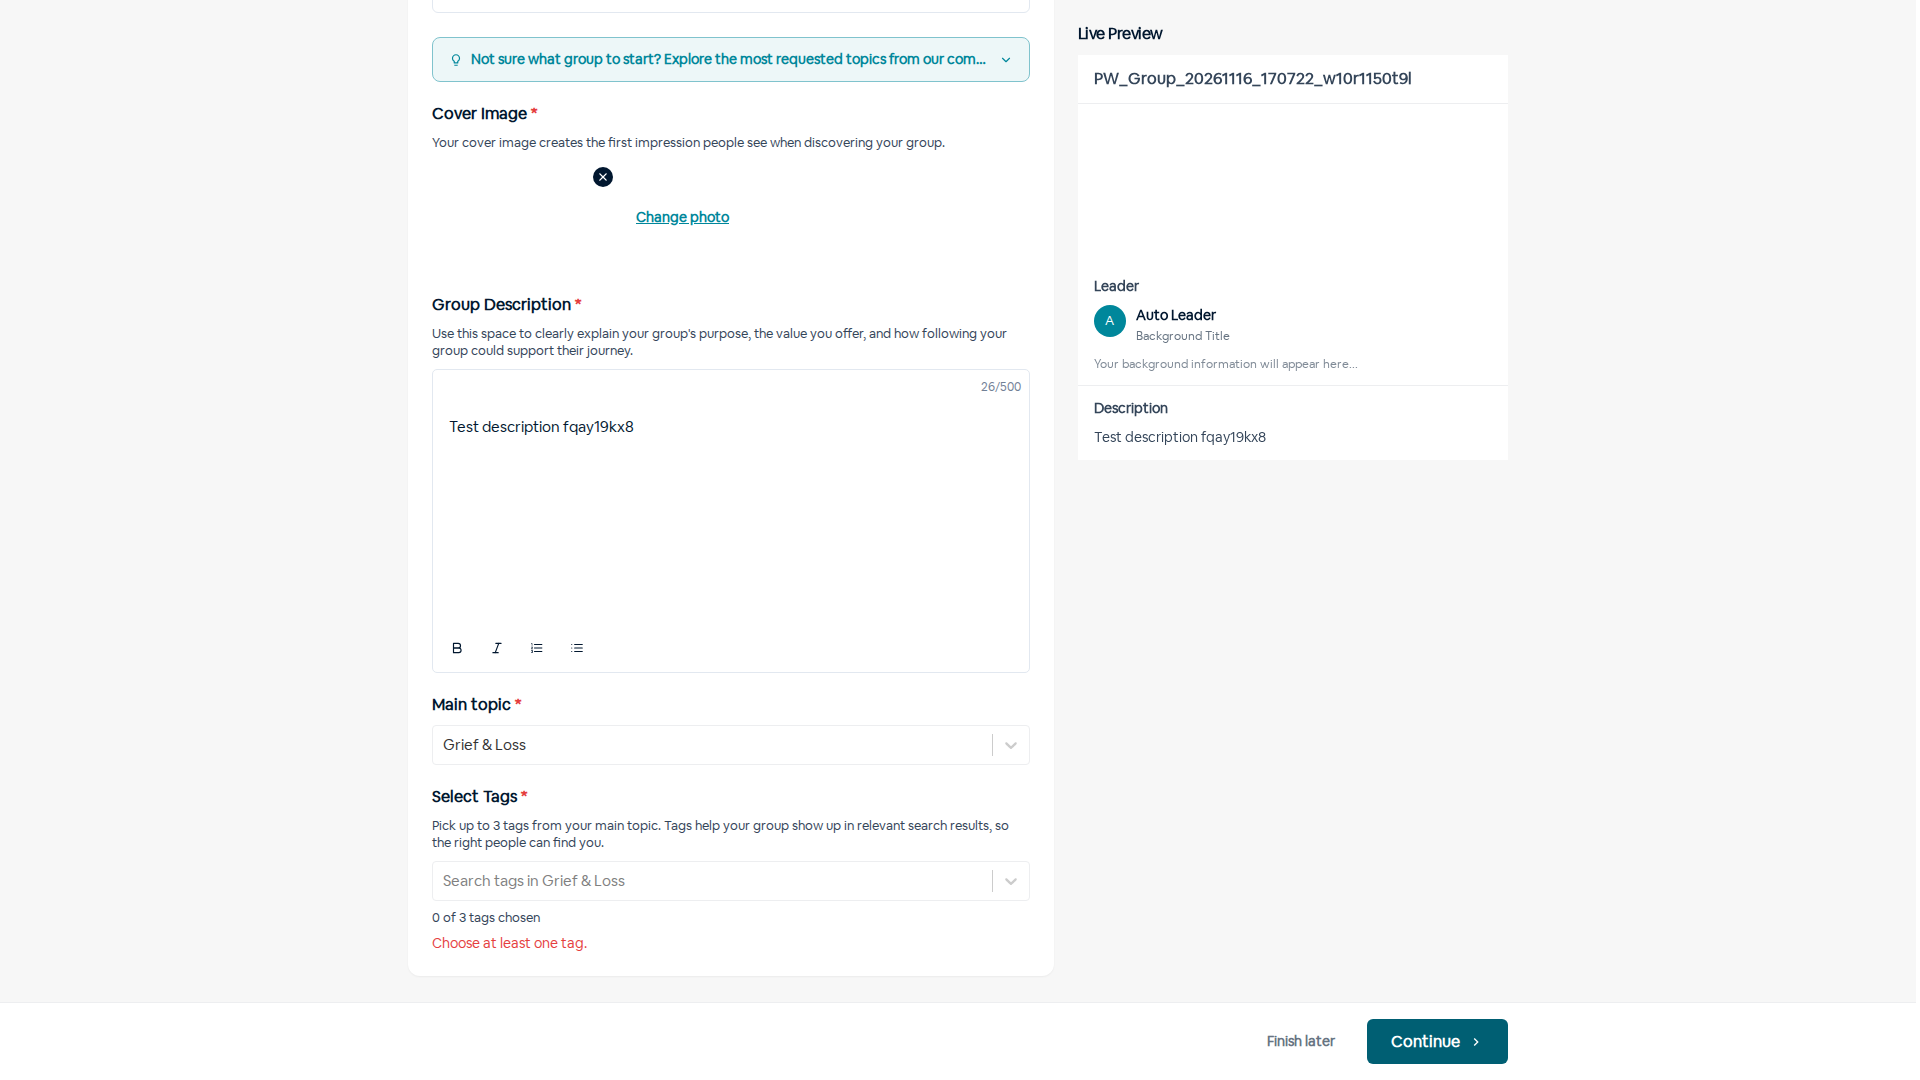 Not sure what group to start? Explore the most requested topics from our com...
Cover Image *
Your cover image creates the first impression people see when discovering your group.
Change photo
Group Description *
Use this space to clearly explain your group's purpose, the value you offer, and how following your
group could support their journey.
26/500
Test description fqay19kx8
Main topic *
Grief & Loss
Select Tags *
Pick up to 3 tags from your main topic. Tags help your group show up in relevant search results, so
the right people can find you.
Search tags in Grief & Loss
0 of 3 tags chosen
Choose at least one tag.
Live Preview
PW_Group_20261116_170722_w10r1150t9l
Leader
A
Auto Leader
Background Title
Your background information will appear here...
Description
Test description fqay19kx8
Finish later
Continue